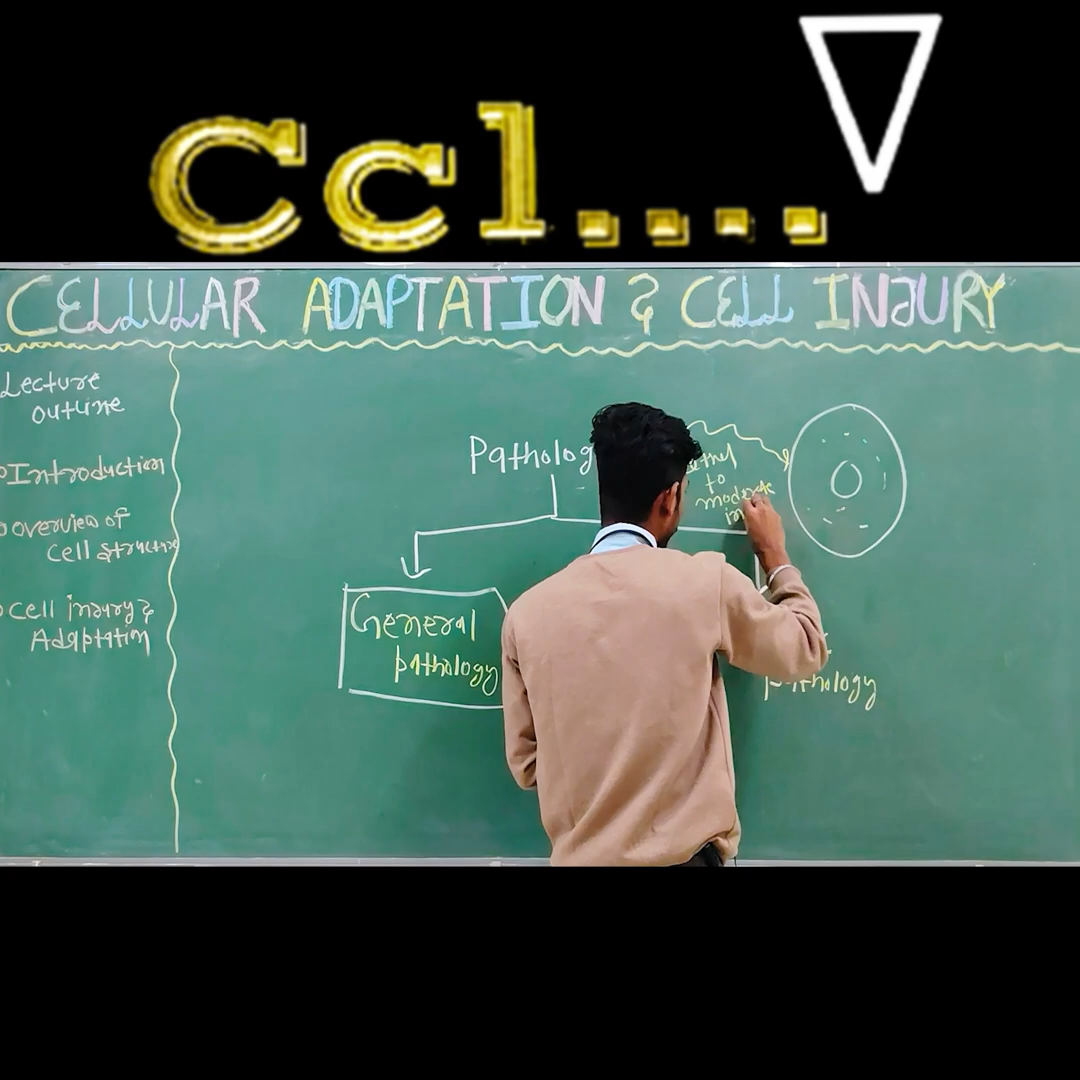 Ccl....
CELLULAR ADAPTATION & CELL INJURY
Lecture
outline
Introduction
overview of
cell structure
cell injury &
Adaptation
Patholog
to
moderate
General
pathology
pathology